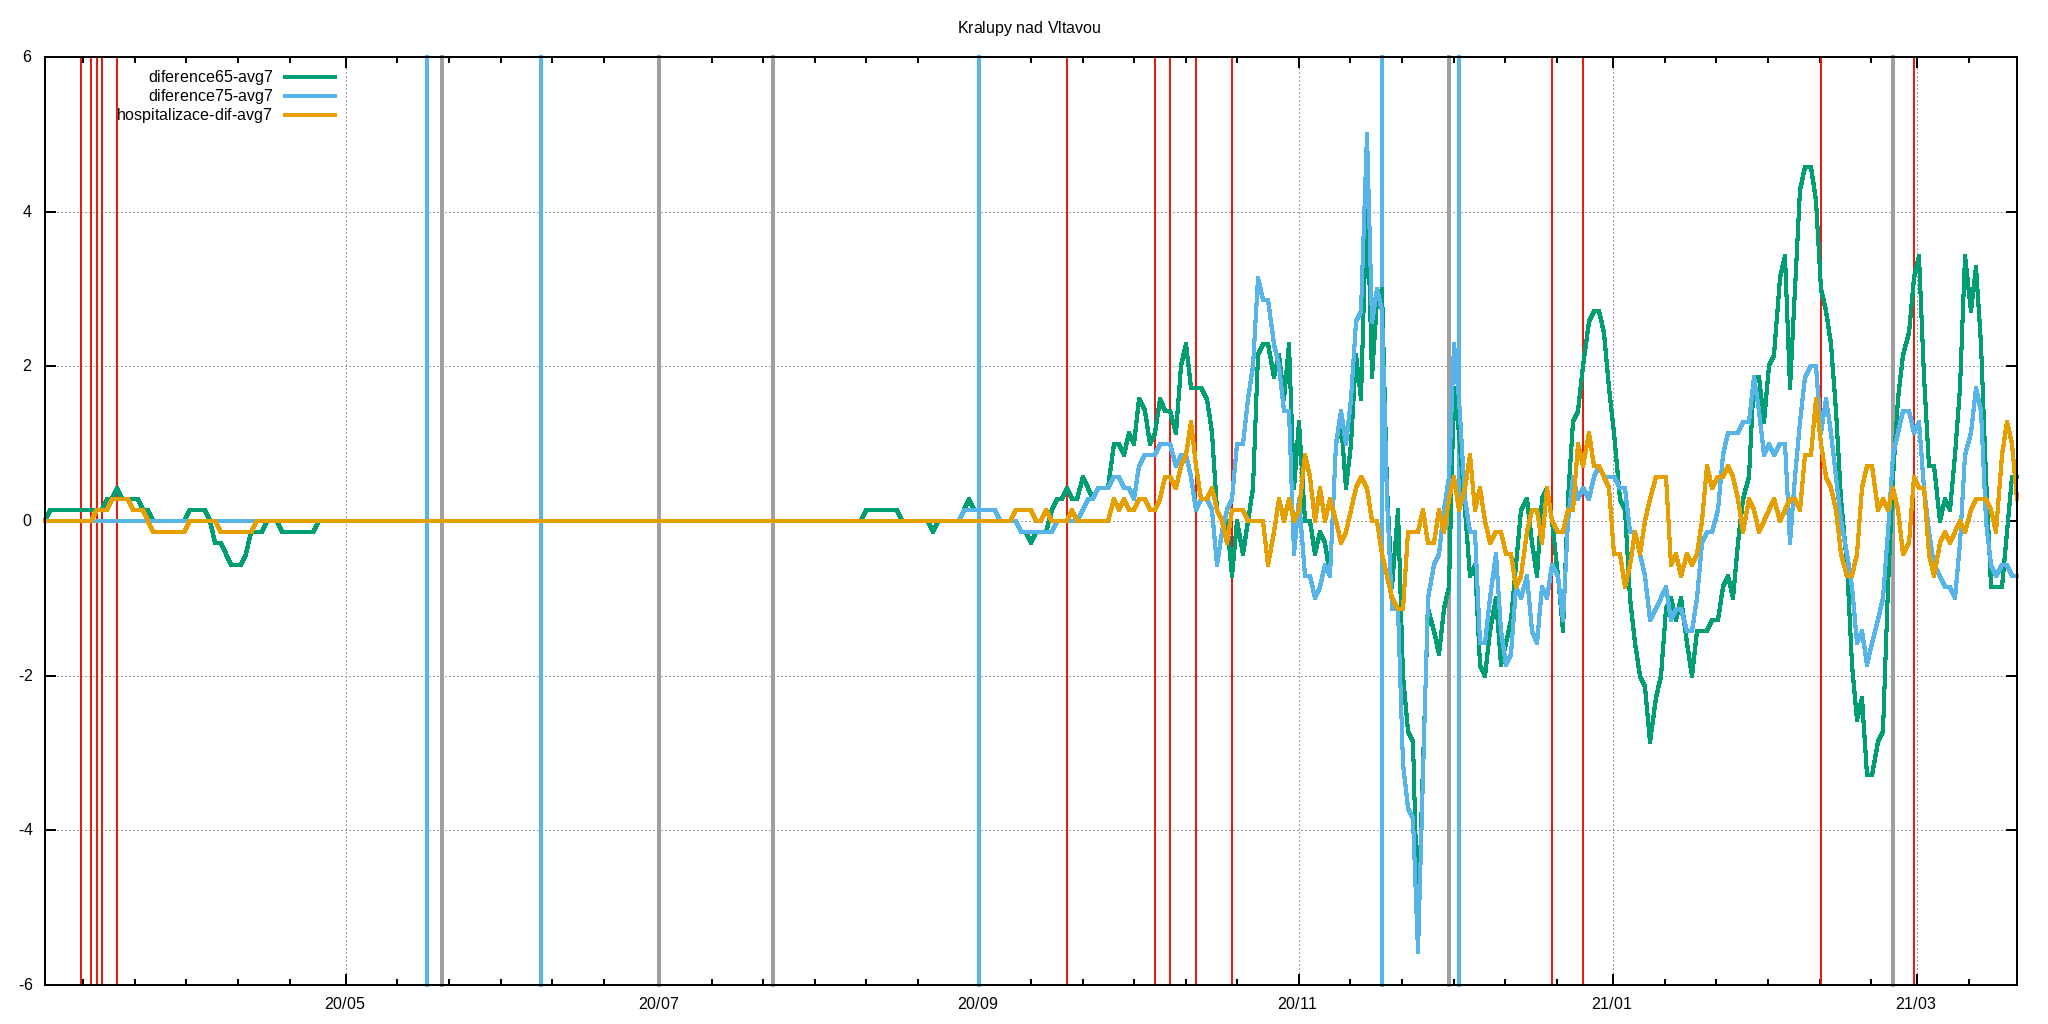 Kralupy nad Vltavou
6
diference65-avg7
diference75-avg7
hospitalizace-dif-avg7
4
2
0
-2
-4
-6
20/05 20/07 20/09 20/11 21/01 21/03